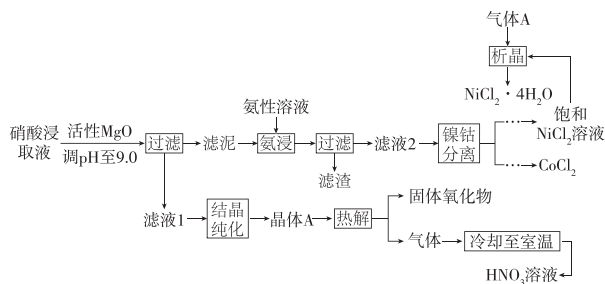 气体A
析晶
NiCl₂·4H₂O
饱和
NiCl₂溶液
氨性溶液
硝酸浸
取液
活性MgO
调pH至9.0
过滤
滤泥
氨浸
过滤
滤液2
镍钴
分离
CoCl₂
滤渣
滤液1
结晶
纯化
晶体A
热解
固体氧化物
气体
冷却至室温
HNO₃溶液